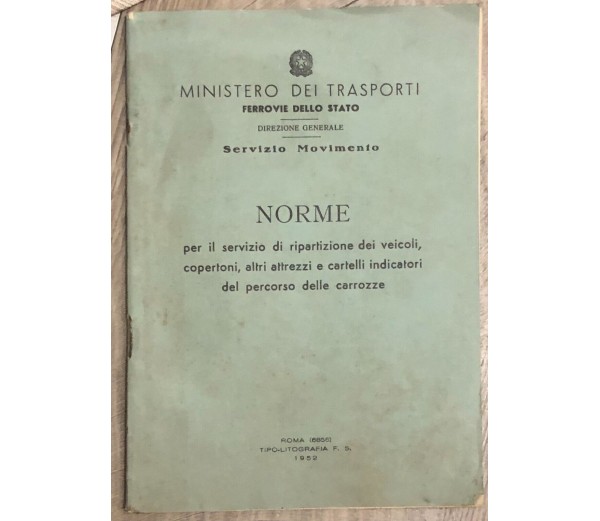 MINISTERO DEI TRASPORTI
FERROVIE DELLO STATO
DIREZIONE GENERALE
Servizio Movimento
NORME
per il servizio di ripartizione dei veicoli,
copertoni, altri attrezzi e cartelli indicatori
del percorso delle carrozze
ROMA
TIPO-LITOGRAFIA F. S.
1952